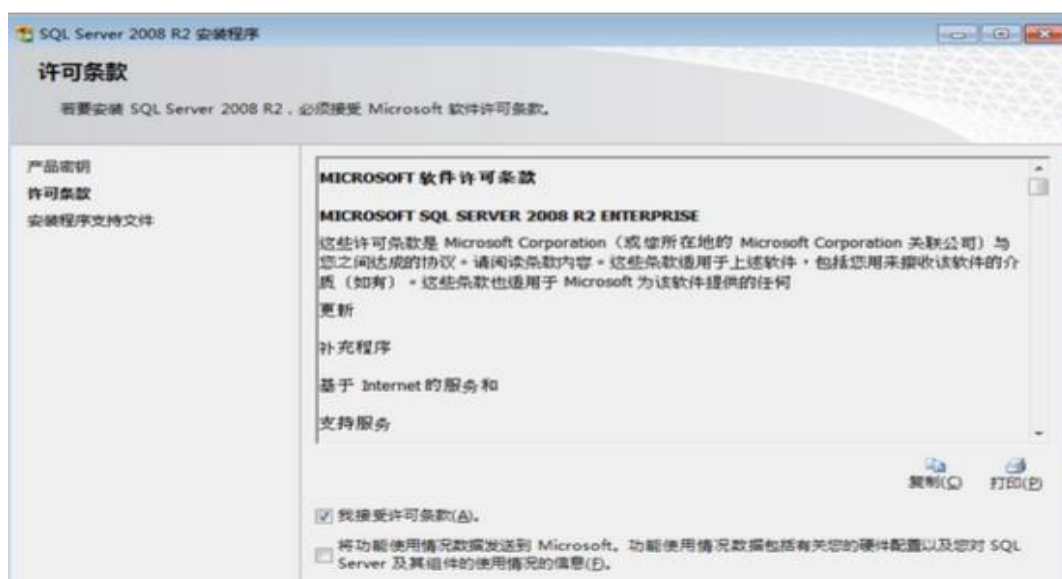 SQL Server 2008 R2 安装程序
许可条款
若要安装 SQL Server 2008 R2，必须接受 Microsoft 软件许可条款。
产品密钥
许可条款
安装程序支持文件
MICROSOFT 软件许可条款
MICROSOFT SQL SERVER 2008 R2 ENTERPRISE
这些许可条款是 Microsoft Corporation（或您所在地的 Microsoft Corporation 关联公司）与
您之间达成的协议。请阅读条款内容。这些条款适用于上述软件，包括您用来接收该软件的介
质（如有）。这些条款也适用于 Microsoft 为该软件提供的任何
更新
补充程序
基于 Internet 的服务和
支持服务
复制(C)
打印(P)
我接受许可条款(A)。
将功能使用情况数据发送到 Microsoft。功能使用情况数据包括有关您的硬件配置以及您对 SQL
Server 及其组件的使用情况的信息(F)。